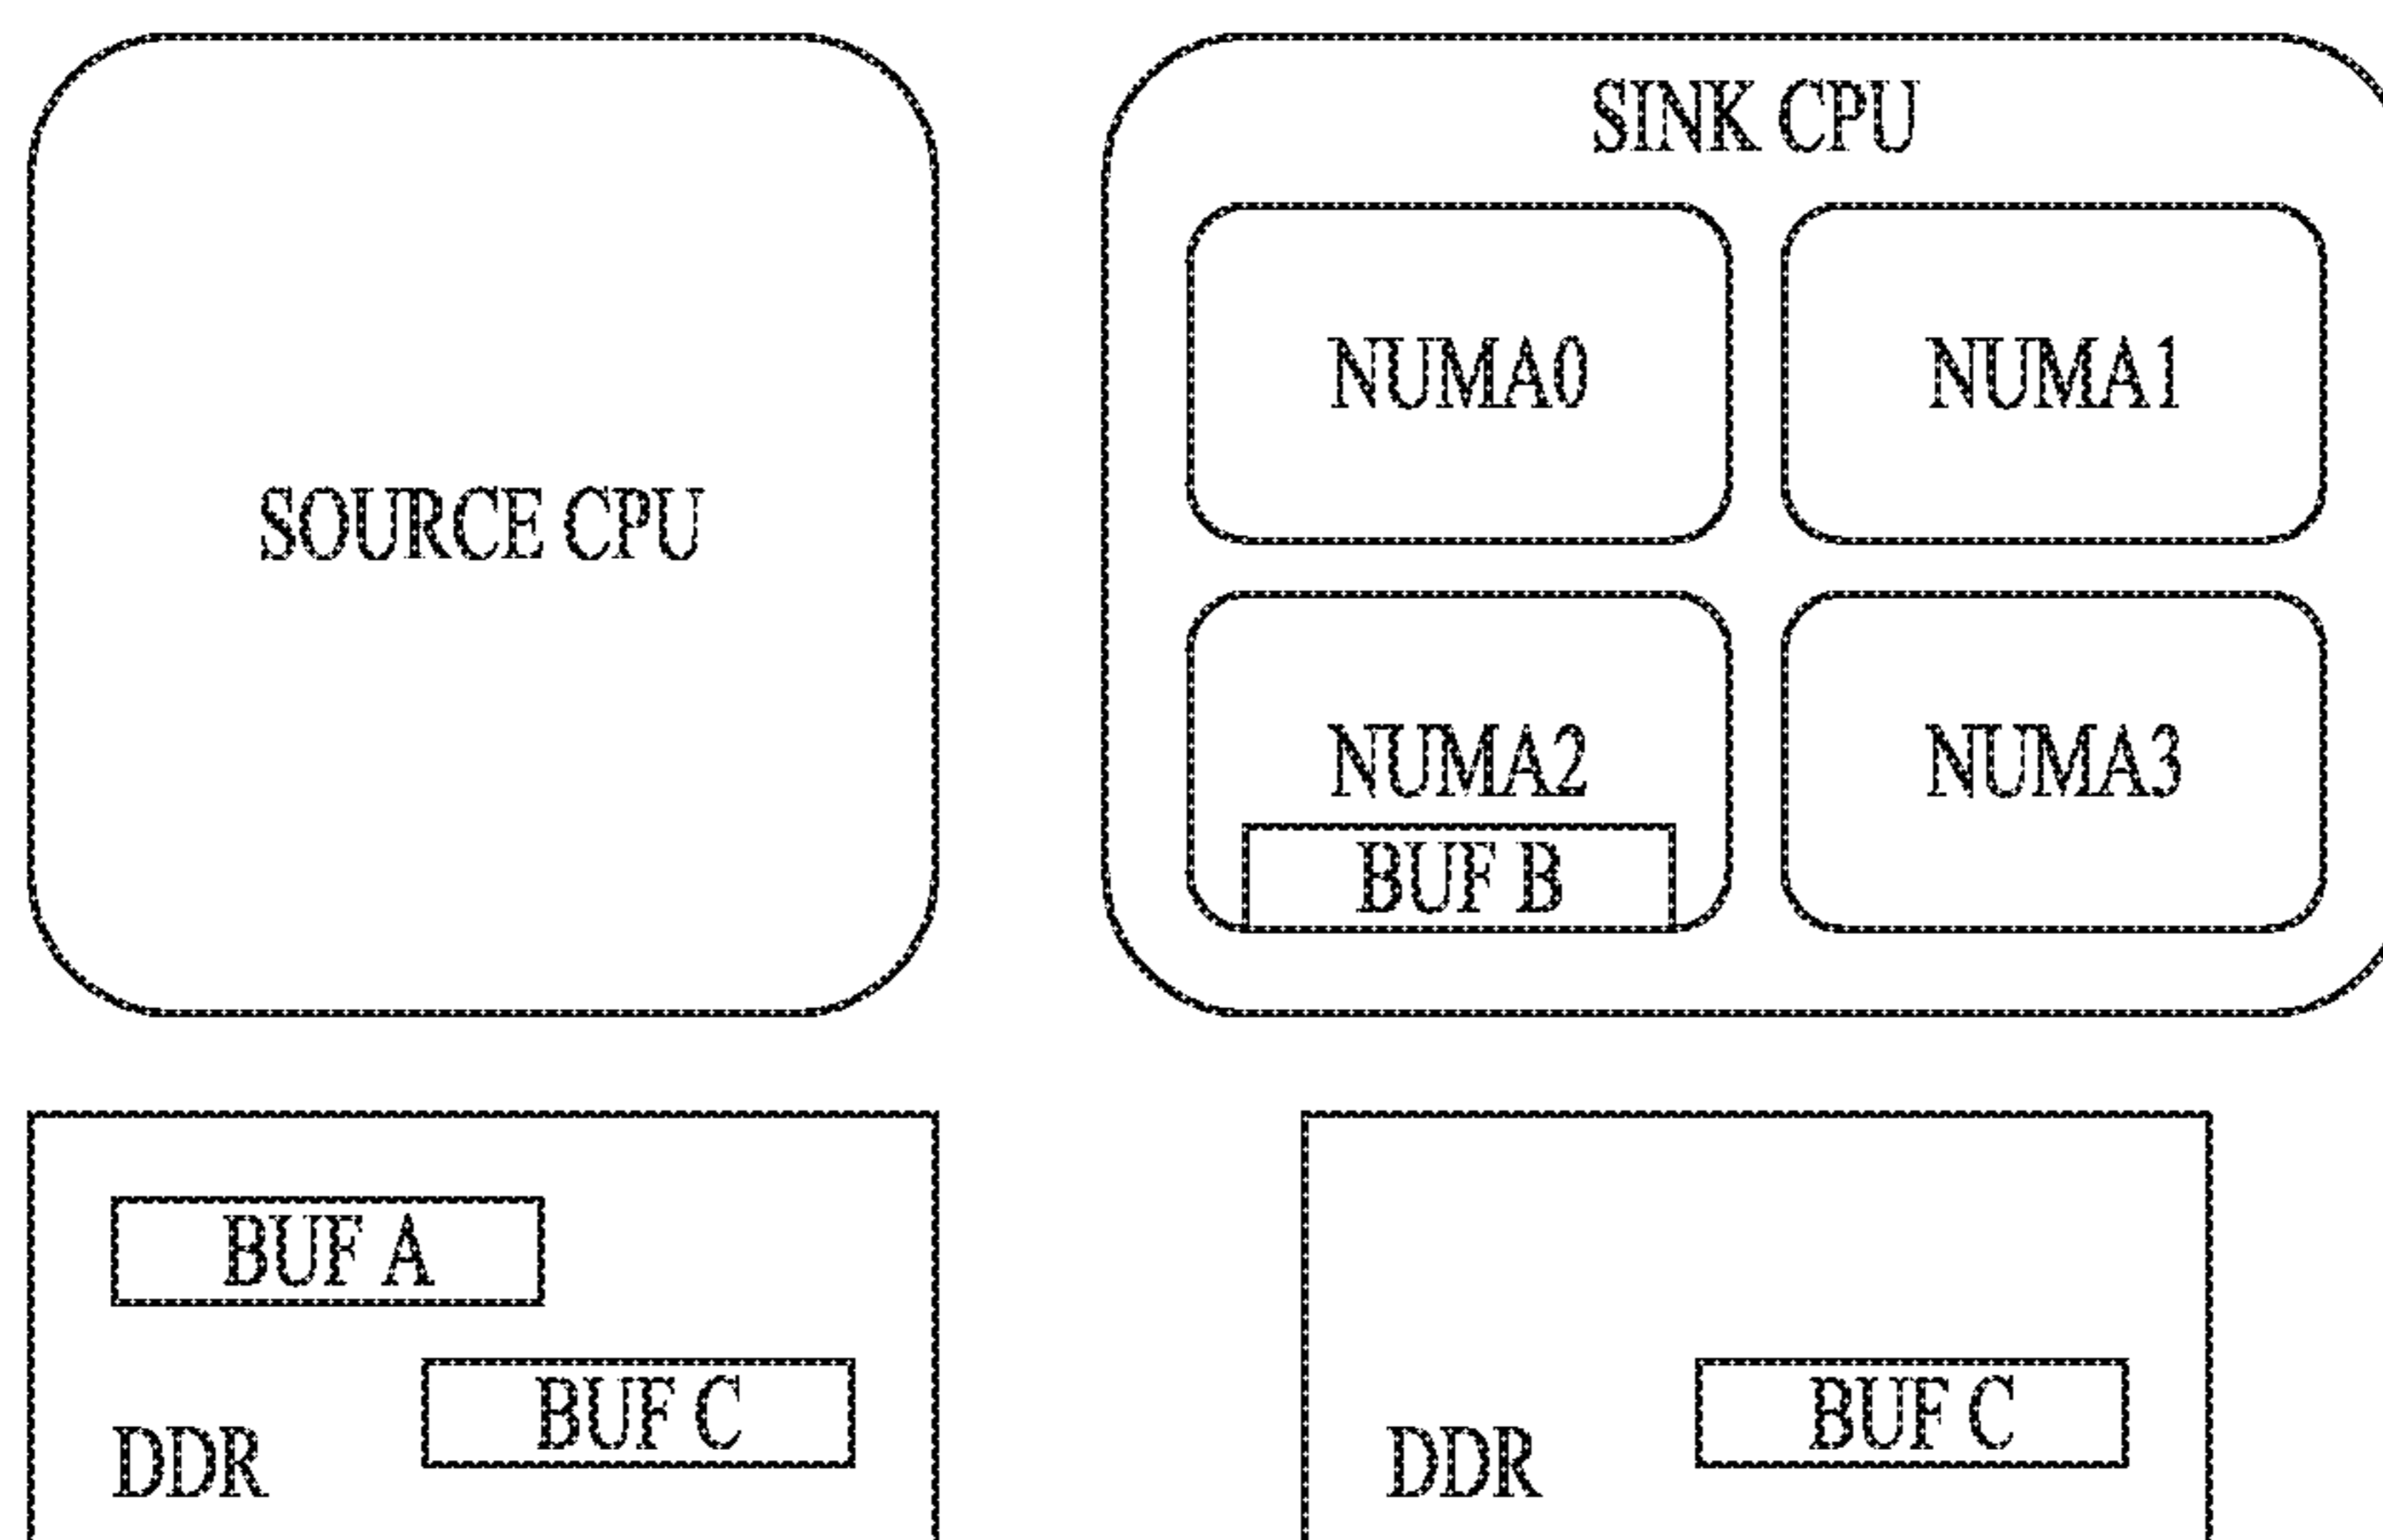 SOURCE CPU
SINK CPU
NUMA0
NUMA1
NUMA2
BUF B
NUMA3
BUF A
BUF C
DDR
BUF C
DDR